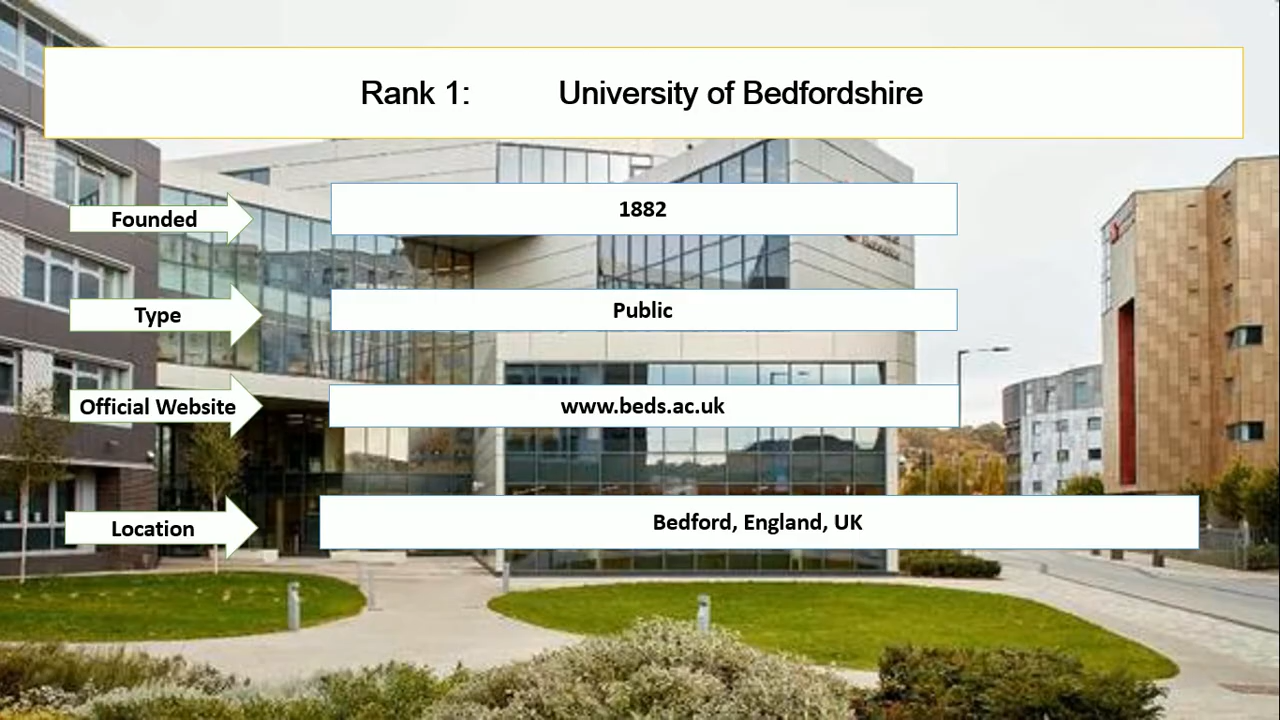 Rank 1: University of Bedfordshire
Founded
1882
Type
Public
Official Website
www.beds.ac.uk
Location
Bedford, England, UK